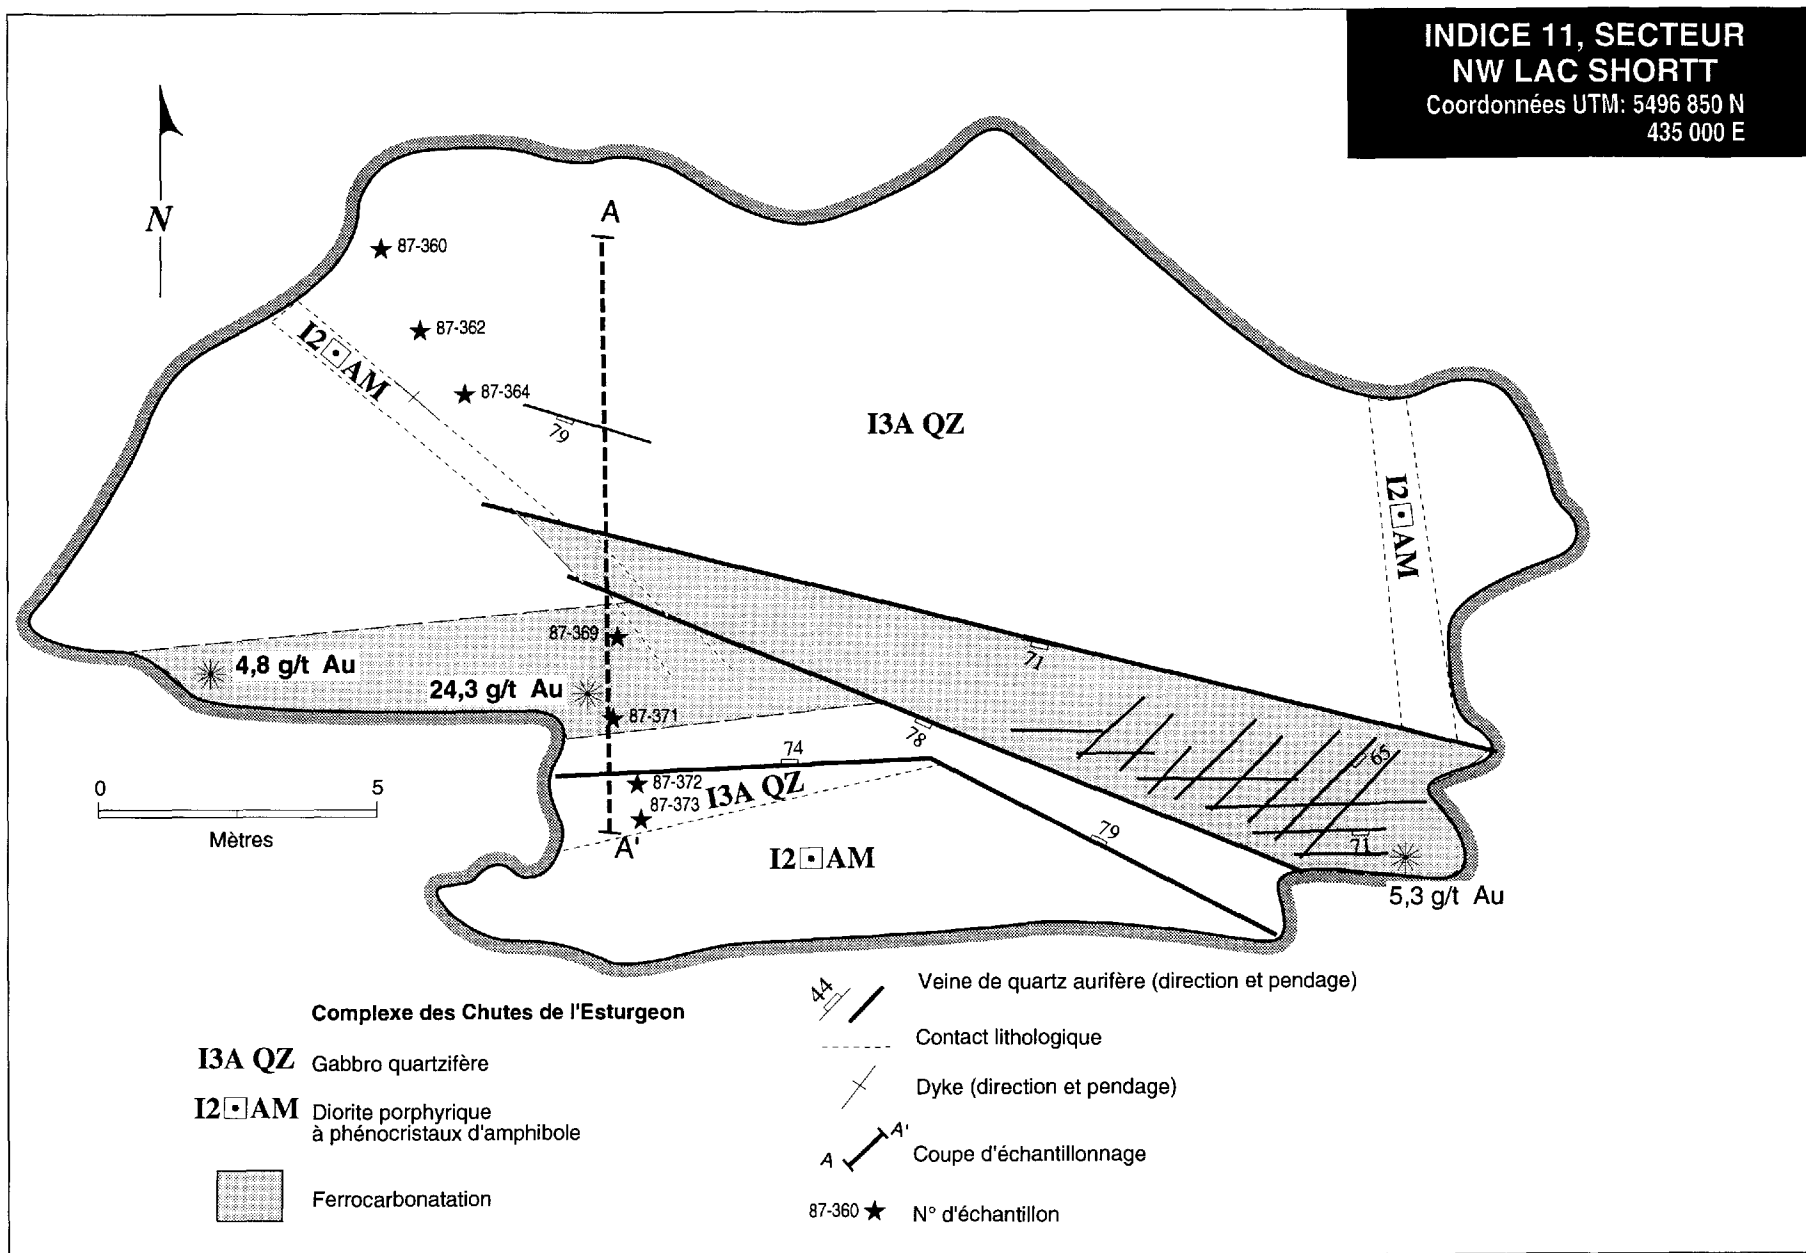 INDICE 11, SECTEUR
NW LAC SHORTT
Coordonnées UTM: 5496 850 N
435 000 E
N
A
87-360
87-362
I2⊡AM
87-364
79
I3A QZ
I2⊡AM
87-369
71
4,8 g/t Au
24,3 g/t Au
87-371
78
74
65
87-372
I3A QZ
87-373
0 5
Mètres
A'
79
71
I2⊡AM
5,3 g/t Au
Complexe des Chutes de l'Esturgeon
I3A QZ Gabbro quartzifère
I2⊡AM Diorite porphyrique
à phénocristaux d'amphibole
Ferrocarbonatation
44 Veine de quartz aurifère (direction et pendage)
Contact lithologique
Dyke (direction et pendage)
A A' Coupe d'échantillonnage
87-360 ★ N° d'échantillon